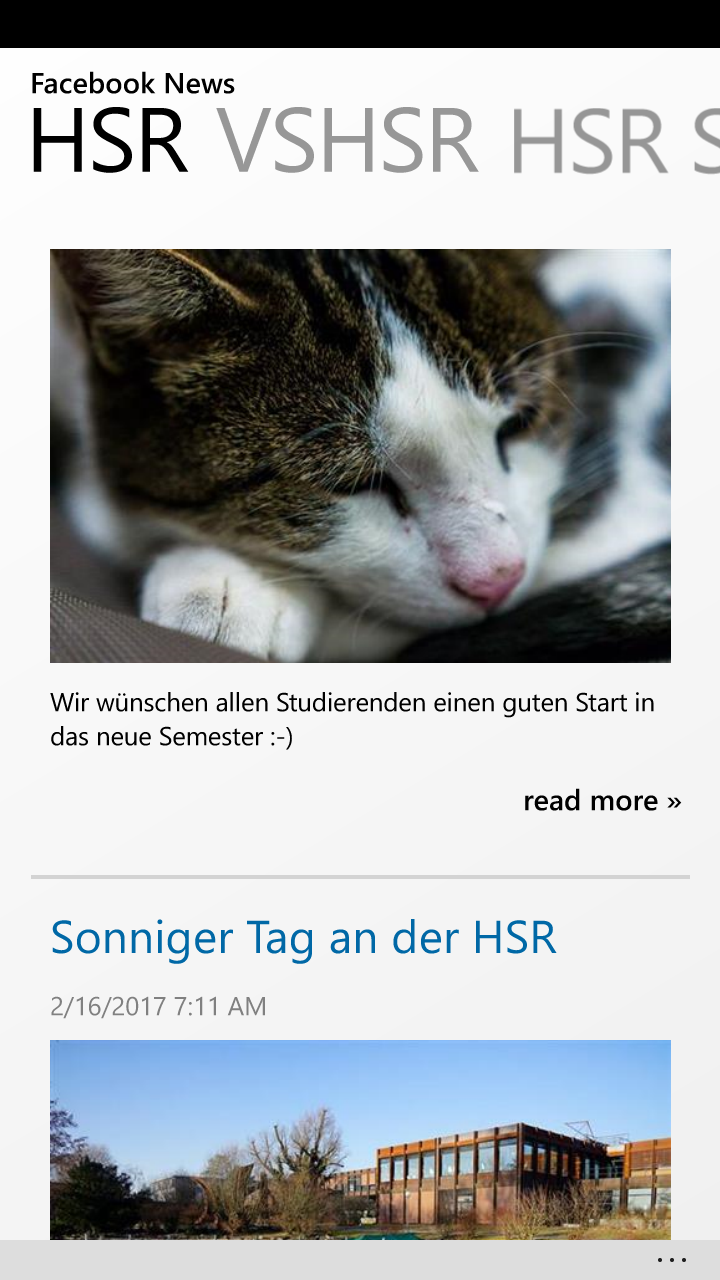 Facebook News
HSR VSHSR HSR S
Wir wünschen allen Studierenden einen guten Start in
das neue Semester :-)
read more »
Sonniger Tag an der HSR
2/16/2017 7:11 AM